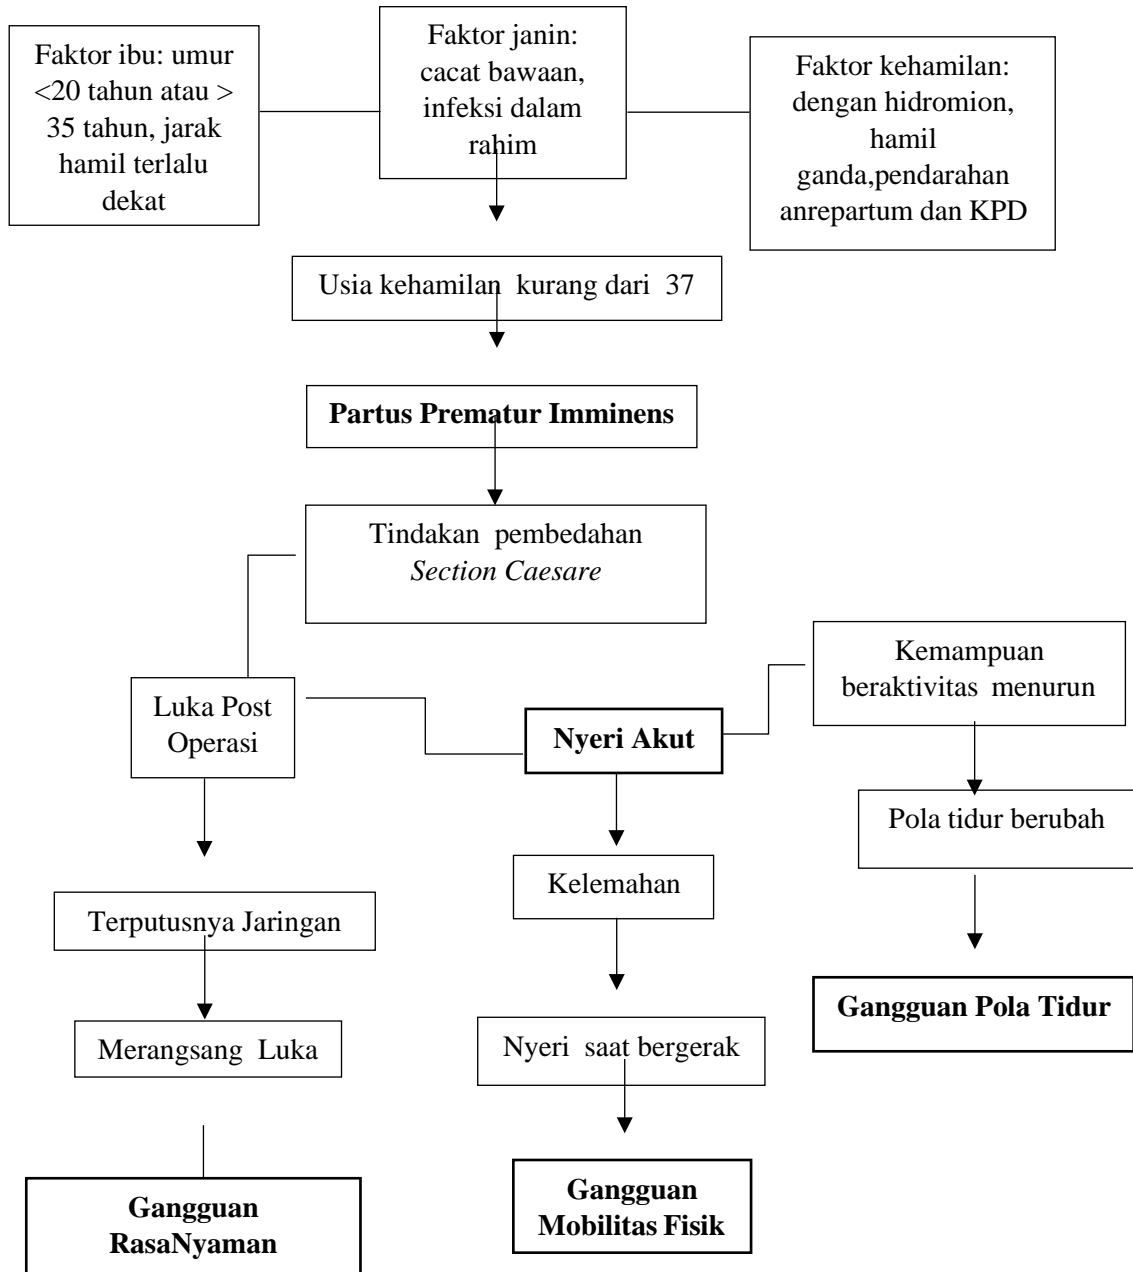 Faktor ibu: umur
<20 tahun atau >
35 tahun, jarak
hamil terlalu
dekat
Faktor janin:
cacat bawaan,
infeksi dalam
rahim
Faktor kehamilan:
dengan hidromion,
hamil
ganda,pendarahan
anrepartum dan KPD
Usia kehamilan kurang dari 37
Partus Prematur Imminens
Tindakan pembedahan
Section Caesare
Luka Post
Operasi
Nyeri Akut
Kemampuan
beraktivitas menurun
Pola tidur berubah
Kelemahan
Terputusnya Jaringan
Gangguan Pola Tidur
Merangsang Luka
Nyeri saat bergerak
Gangguan
RasaNyaman
Gangguan
Mobilitas Fisik